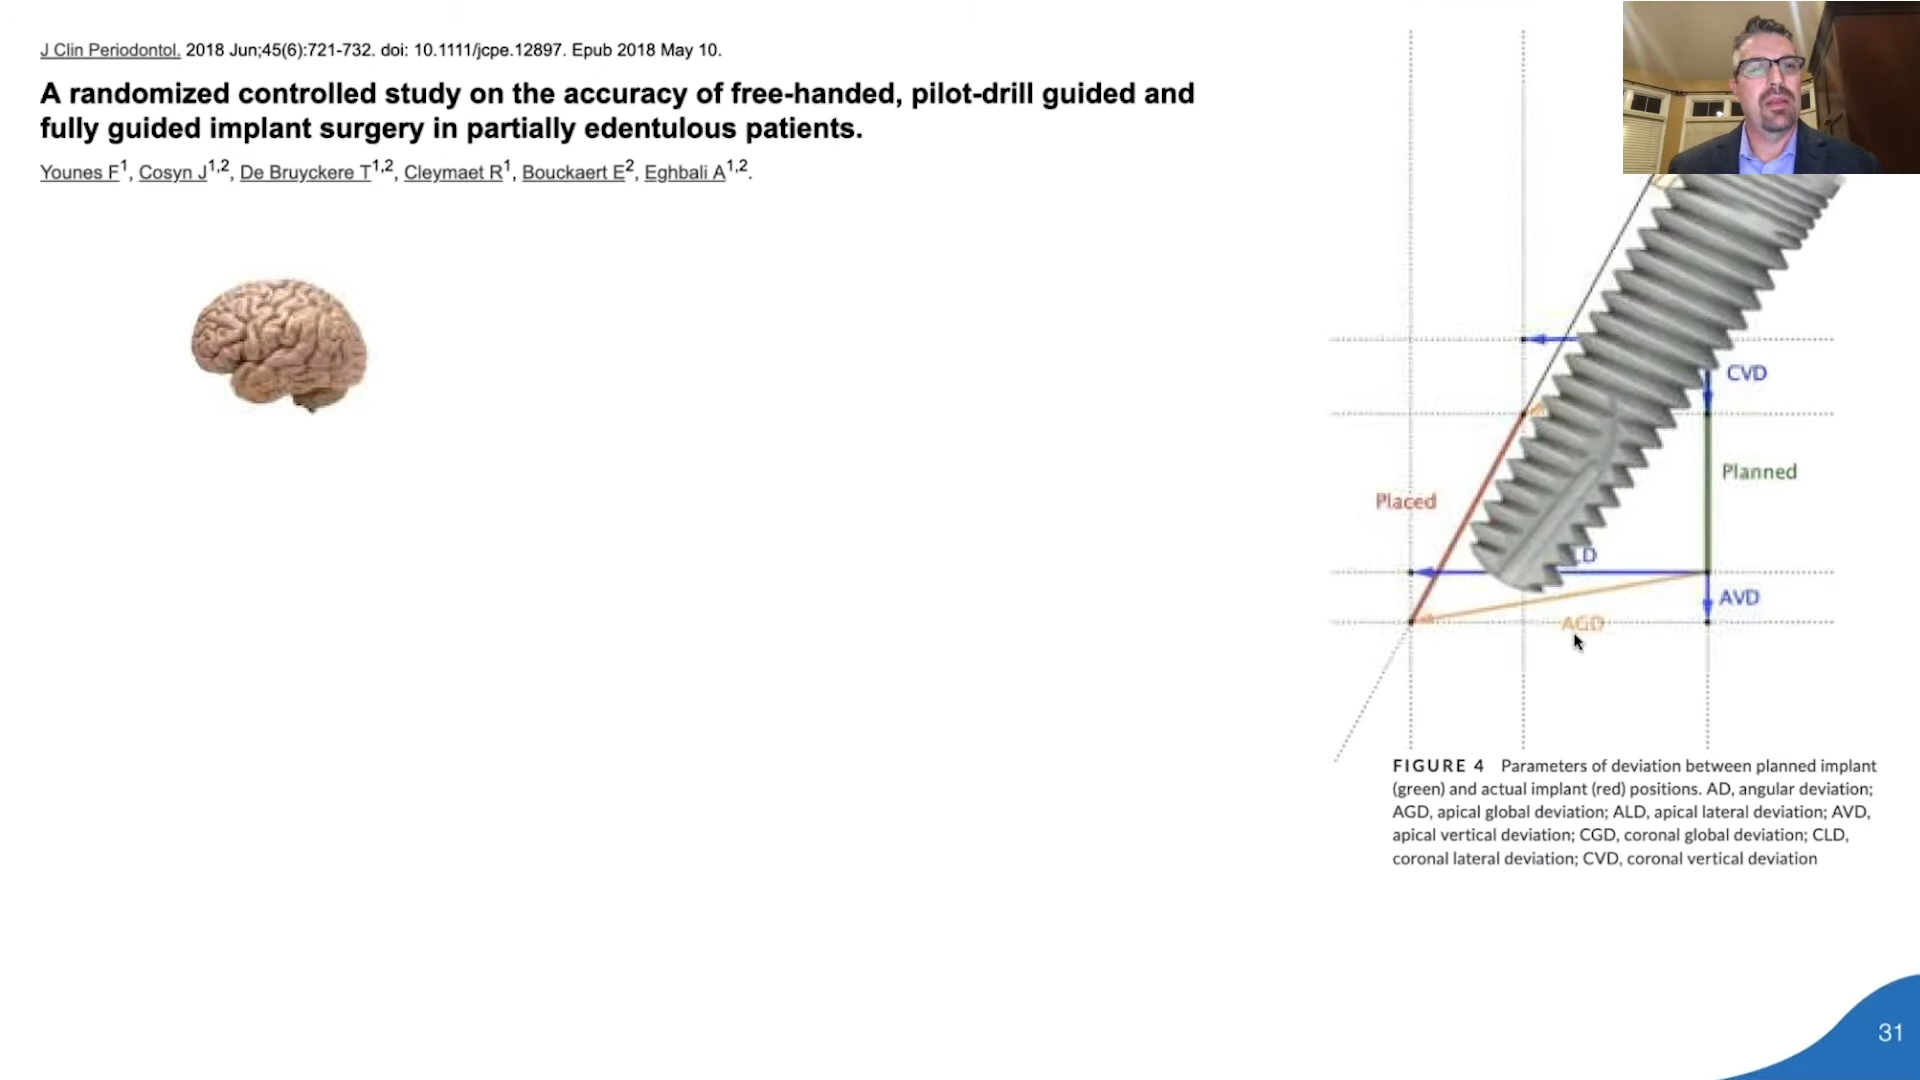 J Clin Periodontol. 2018 Jun;45(6):721-732. doi: 10.1111/jcpe.12897. Epub 2018 May 10.
A randomized controlled study on the accuracy of free-handed, pilot-drill guided and
fully guided implant surgery in partially edentulous patients.
Younes F1, Cosyn J1,2, De Bruyckere T1,2, Cleymaet R1, Bouckaert E2, Eghbali A1,2.
CVD
Planned
Placed
LD
AVD
AGD
FIGURE 4 Parameters of deviation between planned implant
(green) and actual implant (red) positions. AD, angular deviation;
AGD, apical global deviation; ALD, apical lateral deviation; AVD,
apical vertical deviation; CGD, coronal global deviation; CLD,
coronal lateral deviation; CVD, coronal vertical deviation
31